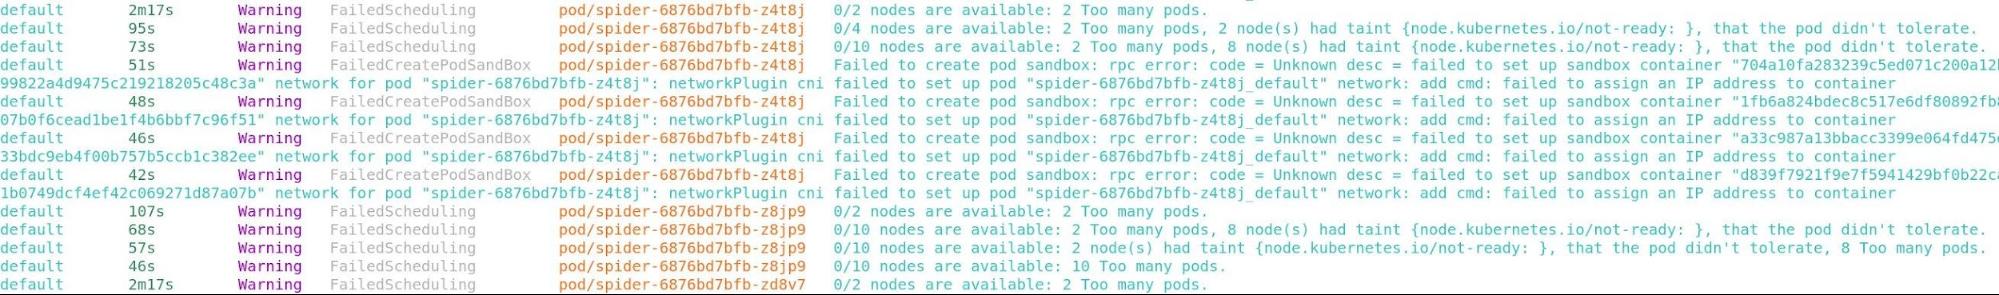 default 2m17s Warning FailedScheduling pod/spider-6876bd7bfb-z4t8j 0/2 nodes are available: 2 Too many pods.
default 95s Warning FailedScheduling pod/spider-6876bd7bfb-z4t8j 0/4 nodes are available: 2 Too many pods, 2 node(s) had taint {node.kubernetes.io/not-ready: }, that the pod didn't tolerate.
default 73s Warning FailedScheduling pod/spider-6876bd7bfb-z4t8j 0/10 nodes are available: 2 Too many pods, 8 node(s) had taint {node.kubernetes.io/not-ready: }, that the pod didn't tolerate.
default 51s Warning FailedCreatePodSandBox pod/spider-6876bd7bfb-z4t8j Failed to create pod sandbox: rpc error: code = Unknown desc = failed to set up sandbox container "704a10fa283239c5ed071c200a12
99822a4d9475c219218205c48c3a" network for pod "spider-6876bd7bfb-z4t8j": networkPlugin cni failed to set up pod "spider-6876bd7bfb-z4t8j_default" network: add cmd: failed to assign an IP address to container
default 48s Warning FailedCreatePodSandBox pod/spider-6876bd7bfb-z4t8j Failed to create pod sandbox: rpc error: code = Unknown desc = failed to set up sandbox container "1fb6a824bdec8c517e6df80892fb
07b0f6cead1be1f4b6bbf7c96f51" network for pod "spider-6876bd7bfb-z4t8j": networkPlugin cni failed to set up pod "spider-6876bd7bfb-z4t8j_default" network: add cmd: failed to assign an IP address to container
default 46s Warning FailedCreatePodSandBox pod/spider-6876bd7bfb-z4t8j Failed to create pod sandbox: rpc error: code = Unknown desc = failed to set up sandbox container "a33c987a13bbacc3399e064fd475
33bdc9eb4f00b757b5ccb1c382ee" network for pod "spider-6876bd7bfb-z4t8j": networkPlugin cni failed to set up pod "spider-6876bd7bfb-z4t8j_default" network: add cmd: failed to assign an IP address to container
default 42s Warning FailedCreatePodSandBox pod/spider-6876bd7bfb-z4t8j Failed to create pod sandbox: rpc error: code = Unknown desc = failed to set up sandbox container "d839f7921f9e7f5941429bf0b22c
1b0749dcf4ef42c069271d87a07b" network for pod "spider-6876bd7bfb-z4t8j": networkPlugin cni failed to set up pod "spider-6876bd7bfb-z4t8j_default" network: add cmd: failed to assign an IP address to container
default 107s Warning FailedScheduling pod/spider-6876bd7bfb-z8jp9 0/2 nodes are available: 2 Too many pods.
default 68s Warning FailedScheduling pod/spider-6876bd7bfb-z8jp9 0/10 nodes are available: 2 Too many pods, 8 node(s) had taint {node.kubernetes.io/not-ready: }, that the pod didn't tolerate.
default 57s Warning FailedScheduling pod/spider-6876bd7bfb-z8jp9 0/10 nodes are available: 2 node(s) had taint {node.kubernetes.io/not-ready: }, that the pod didn't tolerate, 8 Too many pods.
default 46s Warning FailedScheduling pod/spider-6876bd7bfb-z8jp9 0/10 nodes are available: 10 Too many pods.
default 2m17s Warning FailedScheduling pod/spider-6876bd7bfb-zd8v7 0/2 nodes are available: 2 Too many pods.